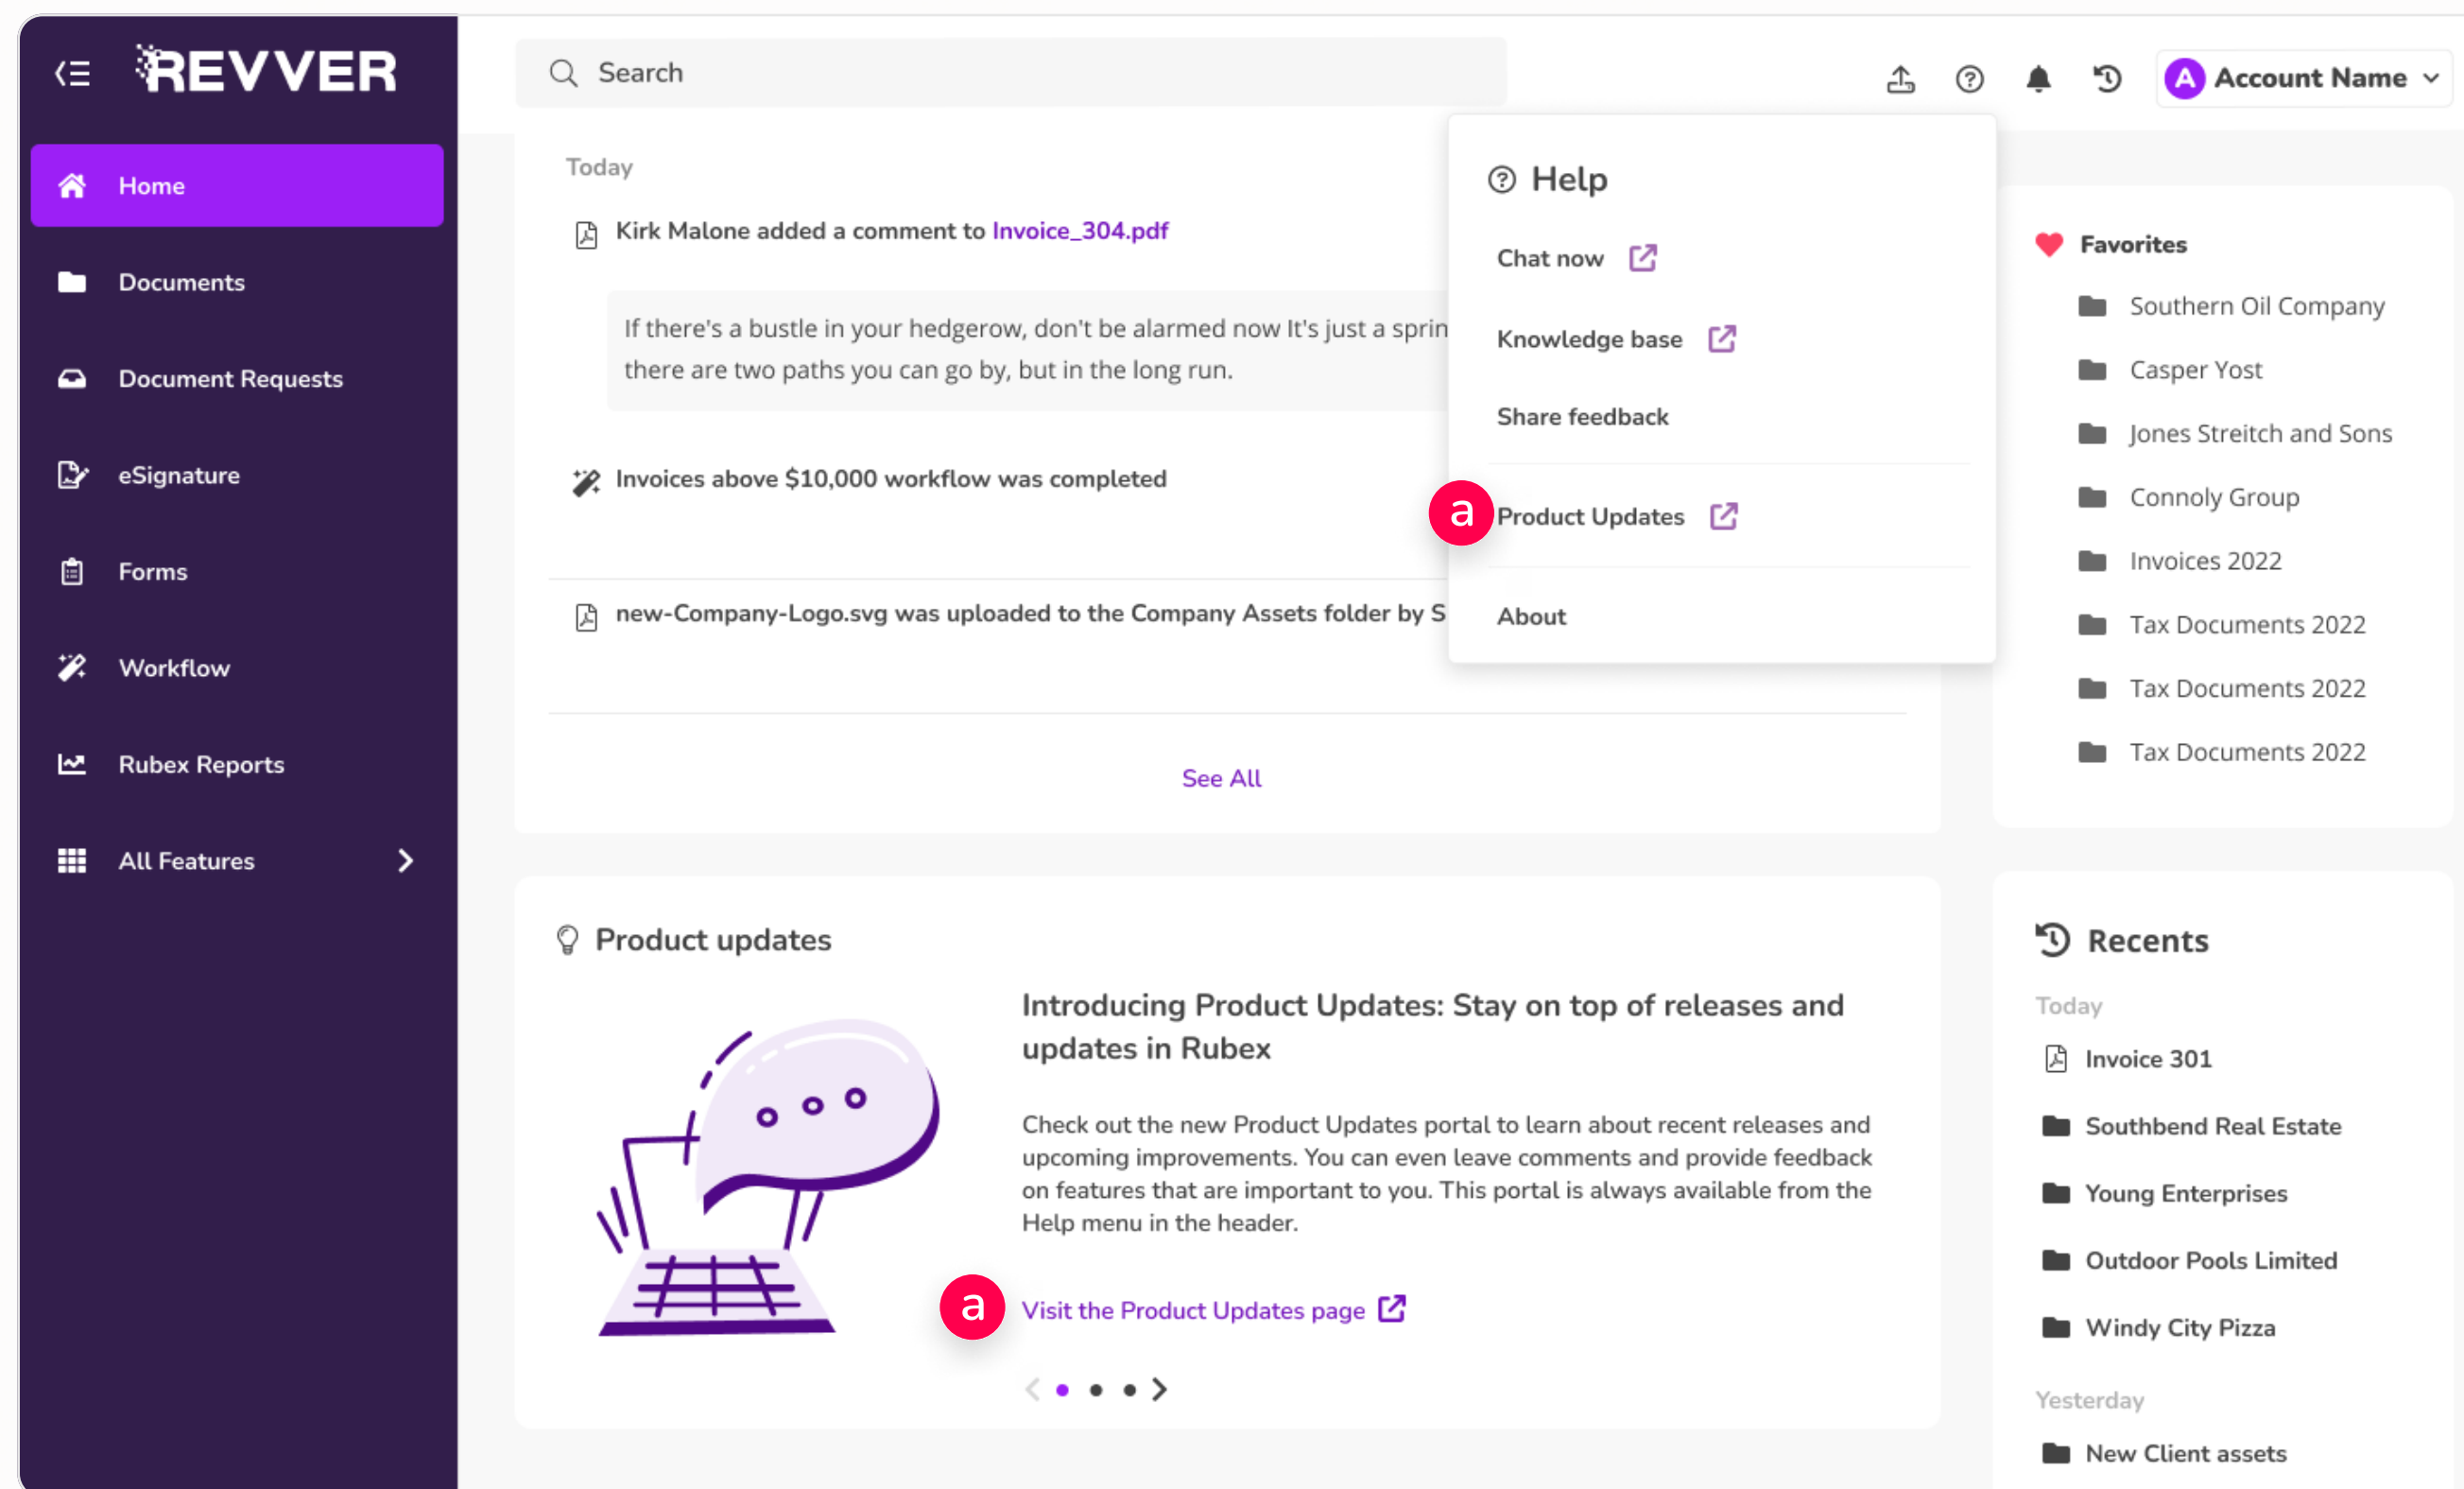 REVVER
Home
Documents
Document Requests
eSignature
Forms
Workflow
Rubex Reports
All Features
Search
A Account Name
Today
Kirk Malone added a comment to Invoice_304.pdf
If there's a bustle in your hedgerow, don't be alarmed now It's just a sprin
there are two paths you can go by, but in the long run.
Invoices above $10,000 workflow was completed
new-Company-Logo.svg was uploaded to the Company Assets folder by S
See All
Help
Chat now
Knowledge base
Share feedback
a Product Updates
About
Favorites
Southern Oil Company
Casper Yost
Jones Streitch and Sons
Connoly Group
Invoices 2022
Tax Documents 2022
Tax Documents 2022
Tax Documents 2022
Product updates
Introducing Product Updates: Stay on top of releases and
updates in Rubex
Check out the new Product Updates portal to learn about recent releases and
upcoming improvements. You can even leave comments and provide feedback
on features that are important to you. This portal is always available from the
Help menu in the header.
a Visit the Product Updates page
Recents
Today
Invoice 301
Southbend Real Estate
Young Enterprises
Outdoor Pools Limited
Windy City Pizza
Yesterday
New Client assets